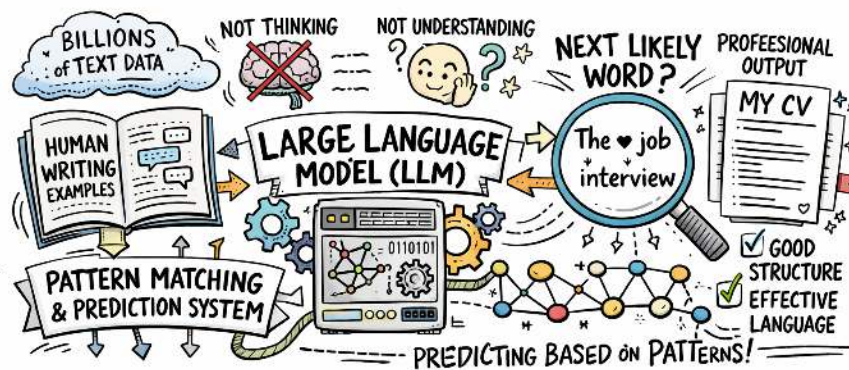 BILLIONS
of TEXT DATA
NOT THINKING
NOT UNDERSTANDING
? ?
NEXT LIKELY
WORD?
PROFEESIONAL
OUTPUT
MY CV
HUMAN
WRITING
EXAMPLES
LARGE LANGUAGE
MODEL (LLM)
The ♥ job
interview
0110101
PATTERN MATCHING
& PREDICTION SYSTEM
GOOD
STRUCTURE
EFFECTIVE
LANGUAGE
PREDICTING BASED ON PATTERNS!